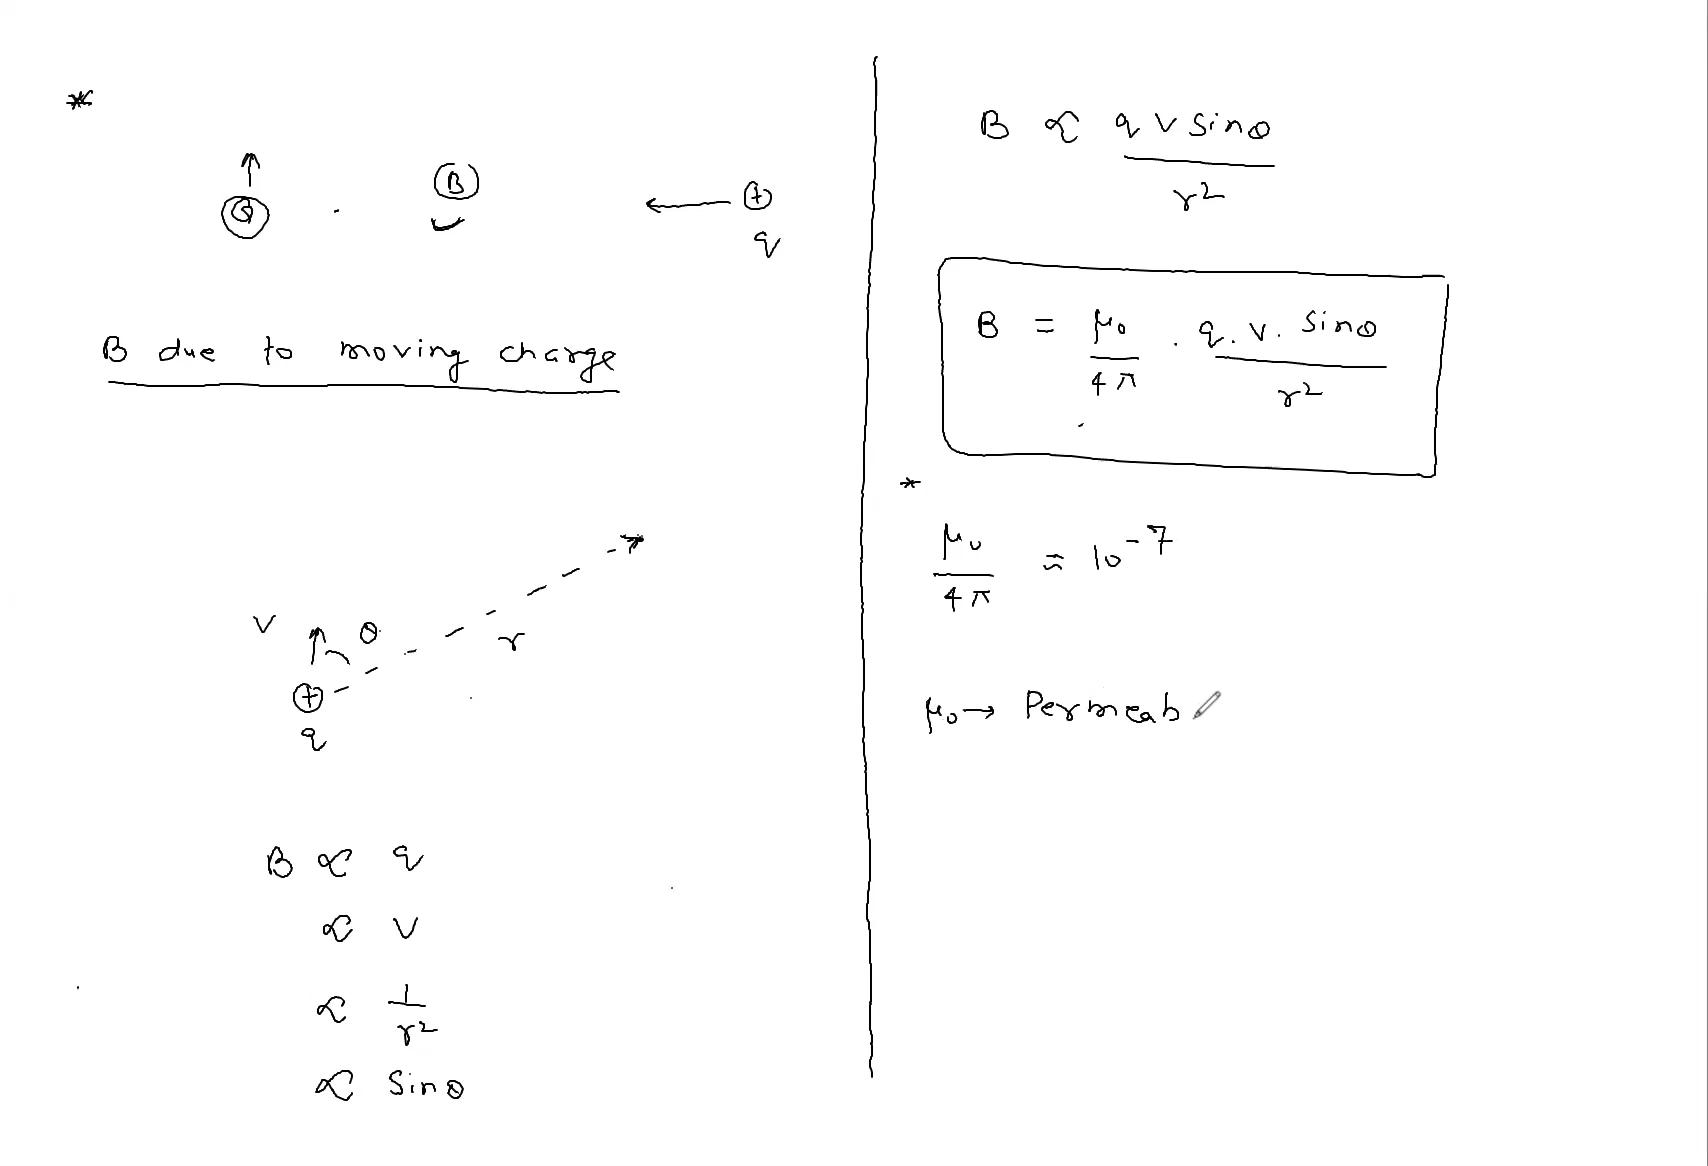 *
Q B +
q
B due to moving charge
v θ
r
+
q
B ∝ q
∝ v
∝ 1/r²
∝ Sinθ
B ∝ q v Sinθ / r²
B = μ₀/4π . q. v. Sinθ / r²
*
μ₀/4π ≈ 10⁻⁷
μ₀ → Permeab